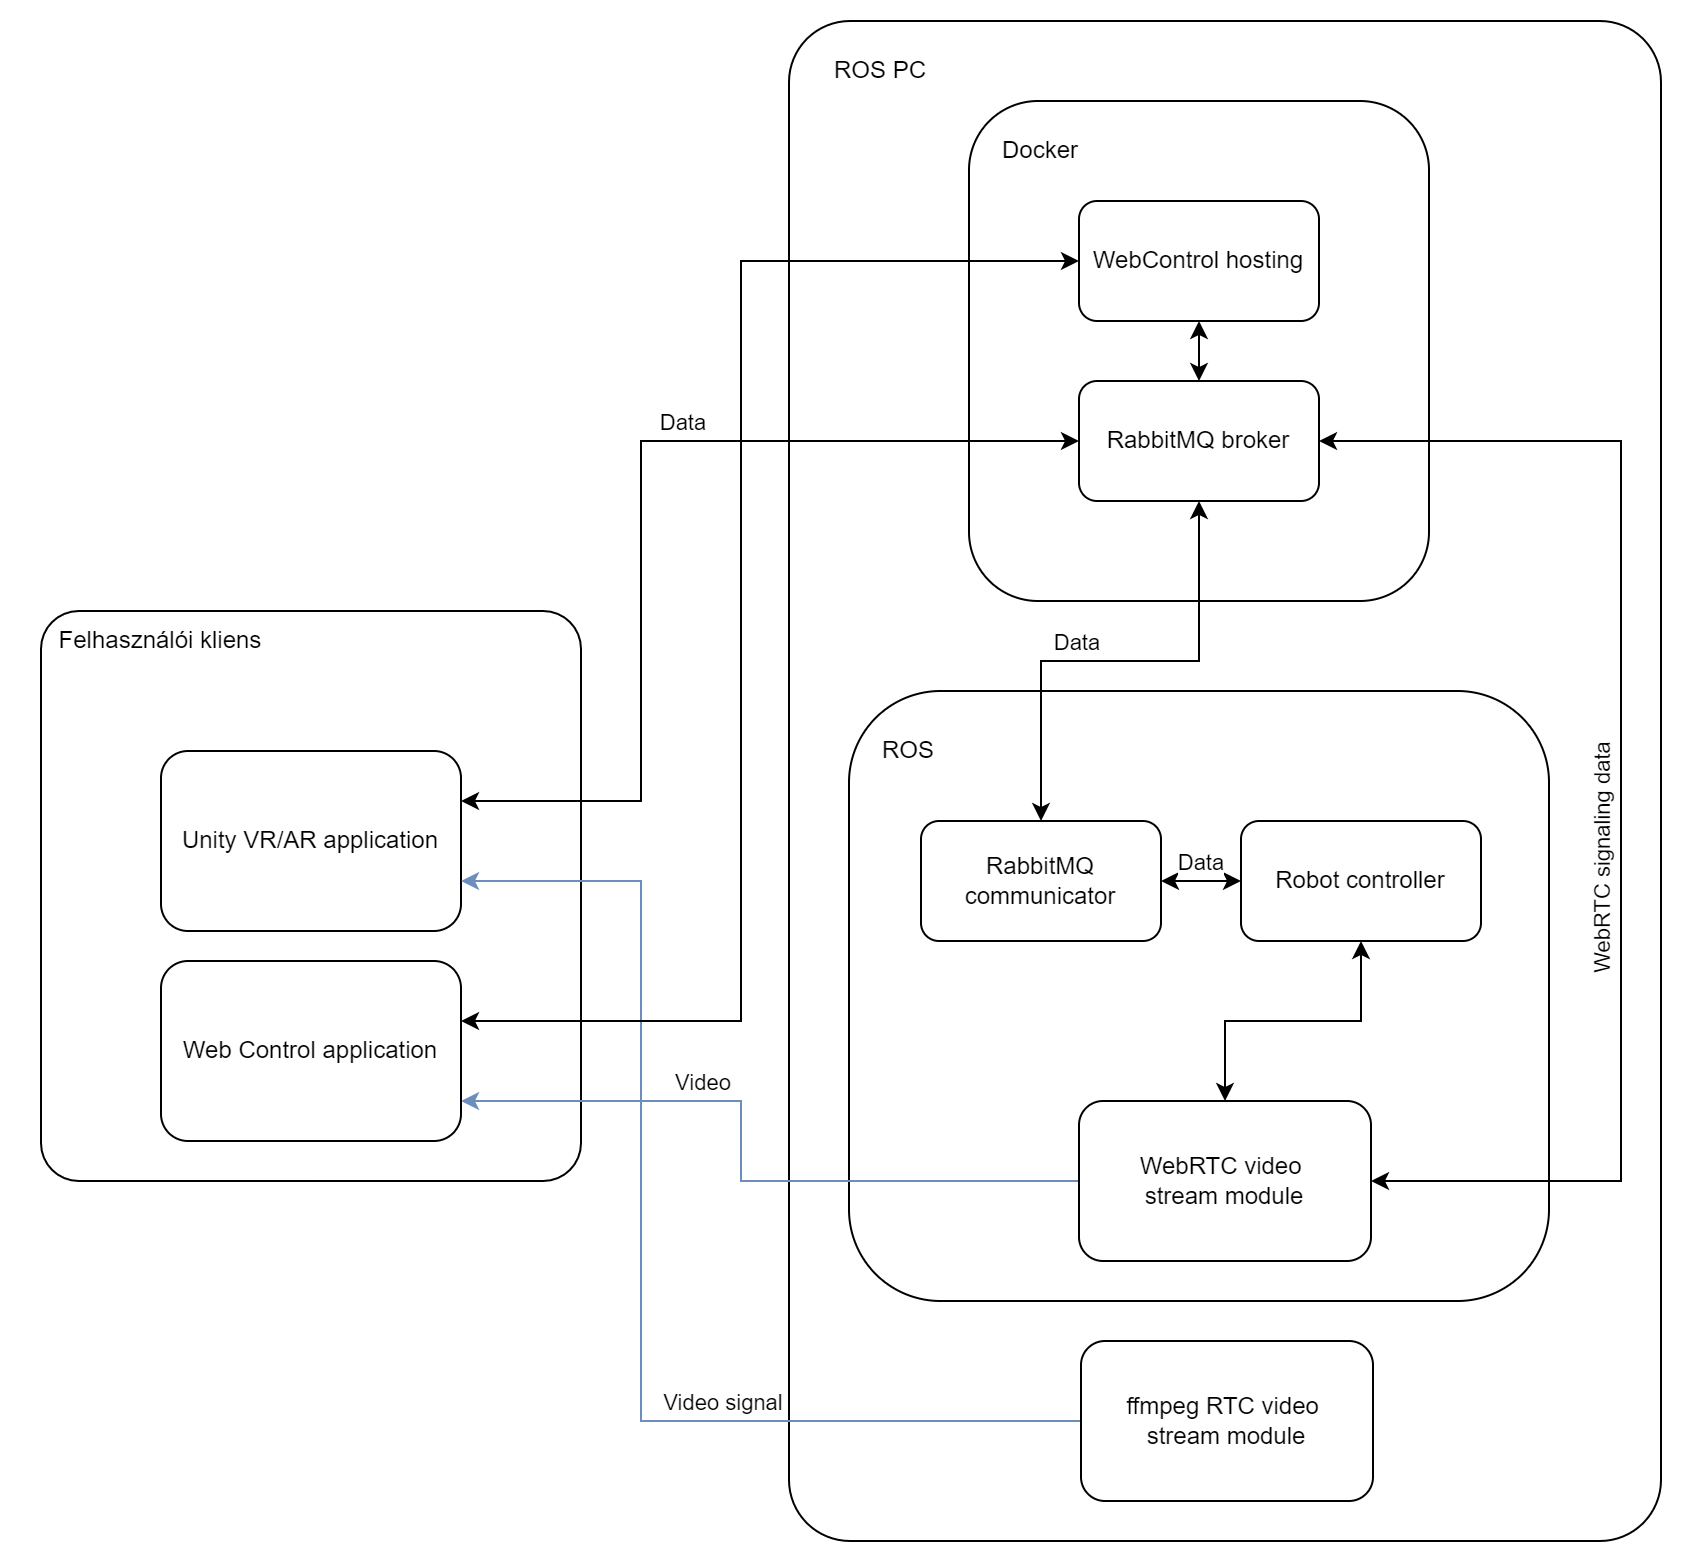 ROS PC
Docker
WebControl hosting
Data
RabbitMQ broker
Felhasználói kliens
Data
ROS
WebRTC signaling data
Unity VR/AR application
RabbitMQ
communicator
Data
Robot controller
Web Control application
Video
WebRTC video
stream module
Video signal
ffmpeg RTC video
stream module